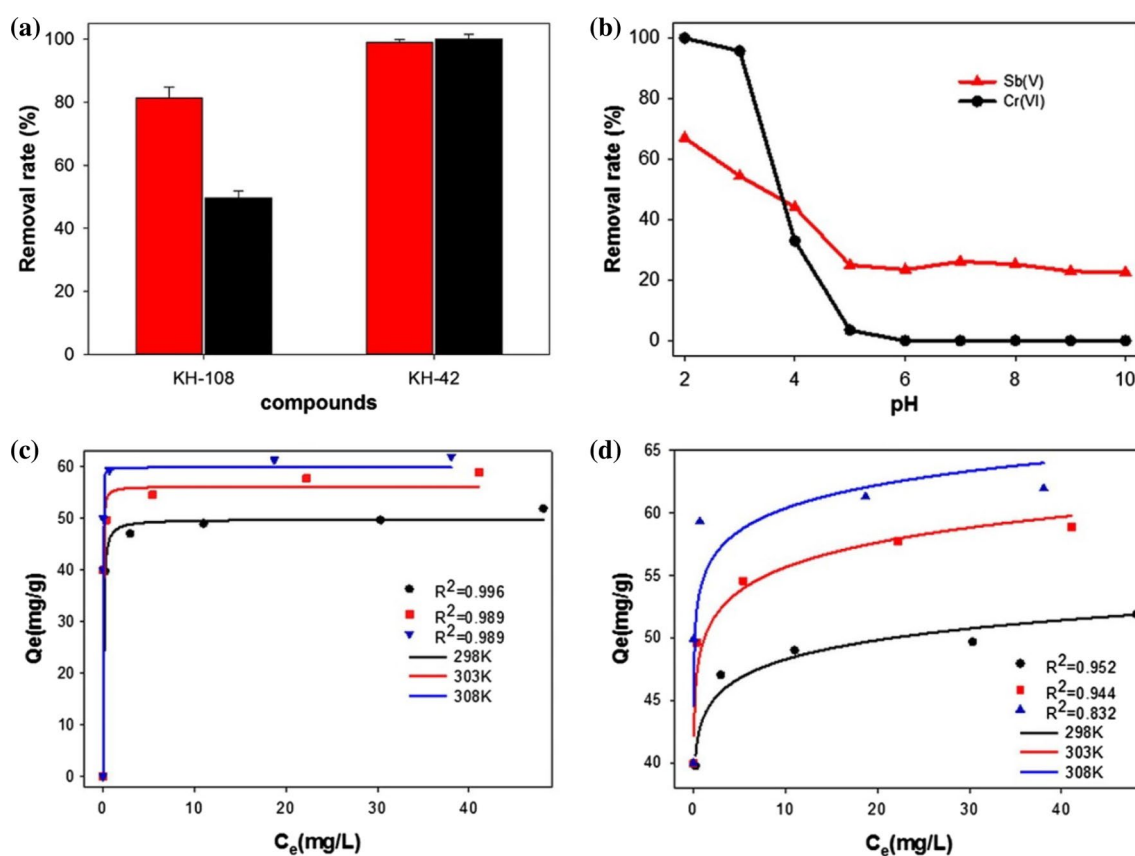 (a)
Removal rate (%)
100
80
60
40
20
0
KH-108
KH-42
compounds
(b)
Removal rate (%)
100
80
60
40
20
0
Sb(V)
Cr(VI)
2
4
6
8
10
pH
(c)
Qe(mg/g)
60
50
40
30
20
10
0
R²=0.996
R²=0.989
R²=0.989
298K
303K
308K
0
10
20
30
40
Cₑ(mg/L)
(d)
Qe(mg/g)
65
60
55
50
45
40
R²=0.952
R²=0.944
R²=0.832
298K
303K
308K
0
10
20
30
40
Cₑ(mg/L)